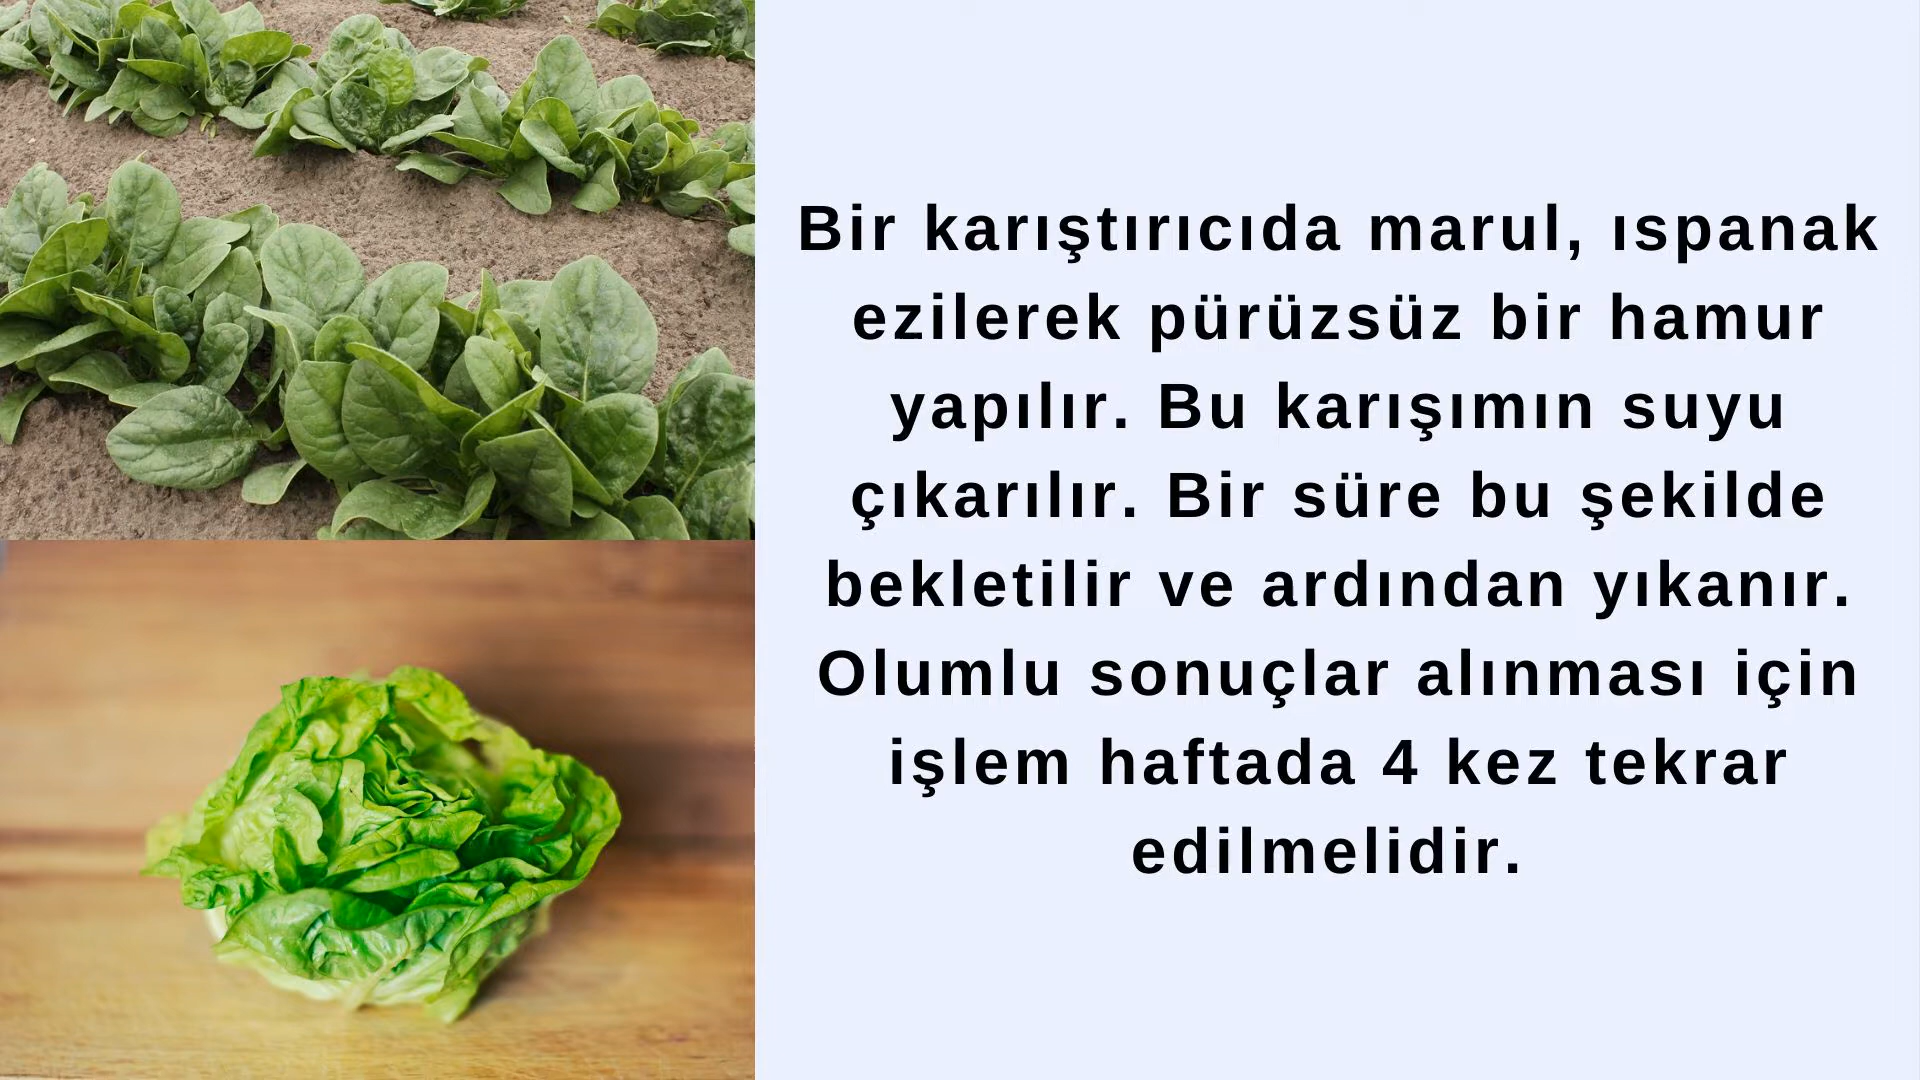 Bir karıştırıcıda marul, ıspanak
ezilerek pürüzsüz bir hamur
yapılır. Bu karışımın suyu
çıkarılır. Bir süre bu şekilde
bekletilir ve ardından yıkanır.
Olumlu sonuçlar alınması için
işlem haftada 4 kez tekrar
edilmelidir.